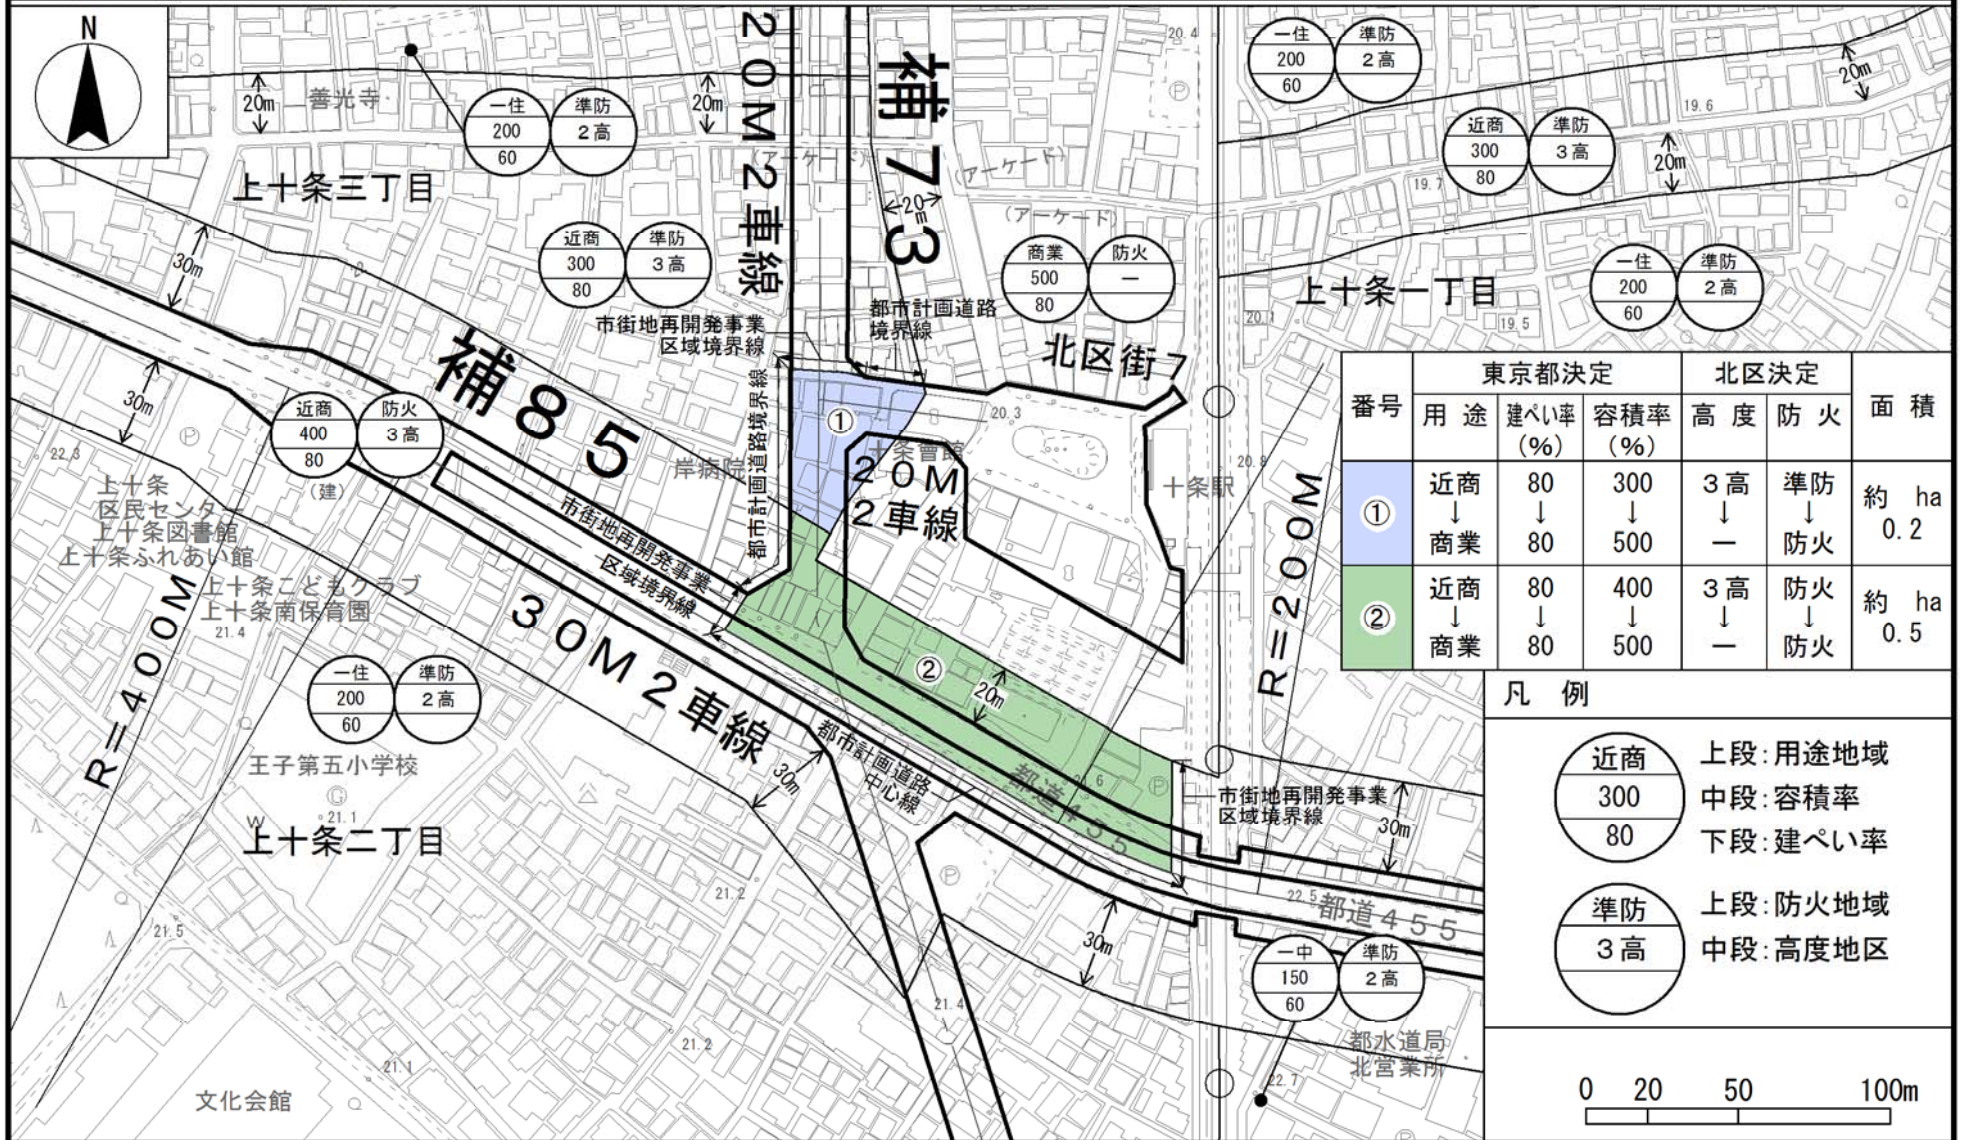 N
20m
善光寺
一住
200
60
準防
2高
20m
20M2車線
補73
20m
(アーケード)
(アーケード)
(アーケード)
20.4
P
一住
200
60
準防
2高
近商
300
80
準防
3高
20m
20m
19.6
19.7
上十条三丁目
近商
300
80
準防
3高
30m
商業
500
80
防火
―
上十条一丁目
一住
200
60
準防
2高
20.1
19.5
市街地再開発事業
区域境界線
都市計画道路
境界線
北区街7
補85
30m
近商
400
80
防火
3高
(建)
P
22.3
上十条
区民センター
上十条図書館
上十条ふれあい館
上十条こどもクラブ
上十条南保育園
21.4
岸病院
都市計画道路境界線
①
20.3
十条會館
20M
2車線
20.8
十条駅
市街地再開発事業
区域境界線
R=400M
R=200M
30M2車線
②
20m
一住
200
60
準防
2高
王子第五小学校
G
W
21.1
上十条二丁目
都市計画道路
中心線
30m
21.6
都道455
P
市街地再開発事業
区域境界線
30m
22.5
都道455
21.5
21.2
P
30m
21.4
21.2
21.1
文化会館
一中
150
60
準防
2高
都水道局
北営業所
22.7
番号
東京都決定
北区決定
面積
用途
建ぺい率
(%)
容積率
(%)
高度
防火
①
近商
↓
商業
80
↓
80
300
↓
500
3高
↓
―
準防
↓
防火
約 ha
0.2
②
近商
↓
商業
80
↓
80
400
↓
500
3高
↓
―
防火
↓
防火
約 ha
0.5
凡例
近商
300
80
上段:用途地域
中段:容積率
下段:建ぺい率
準防
3高
上段:防火地域
中段:高度地区
0 20 50 100m